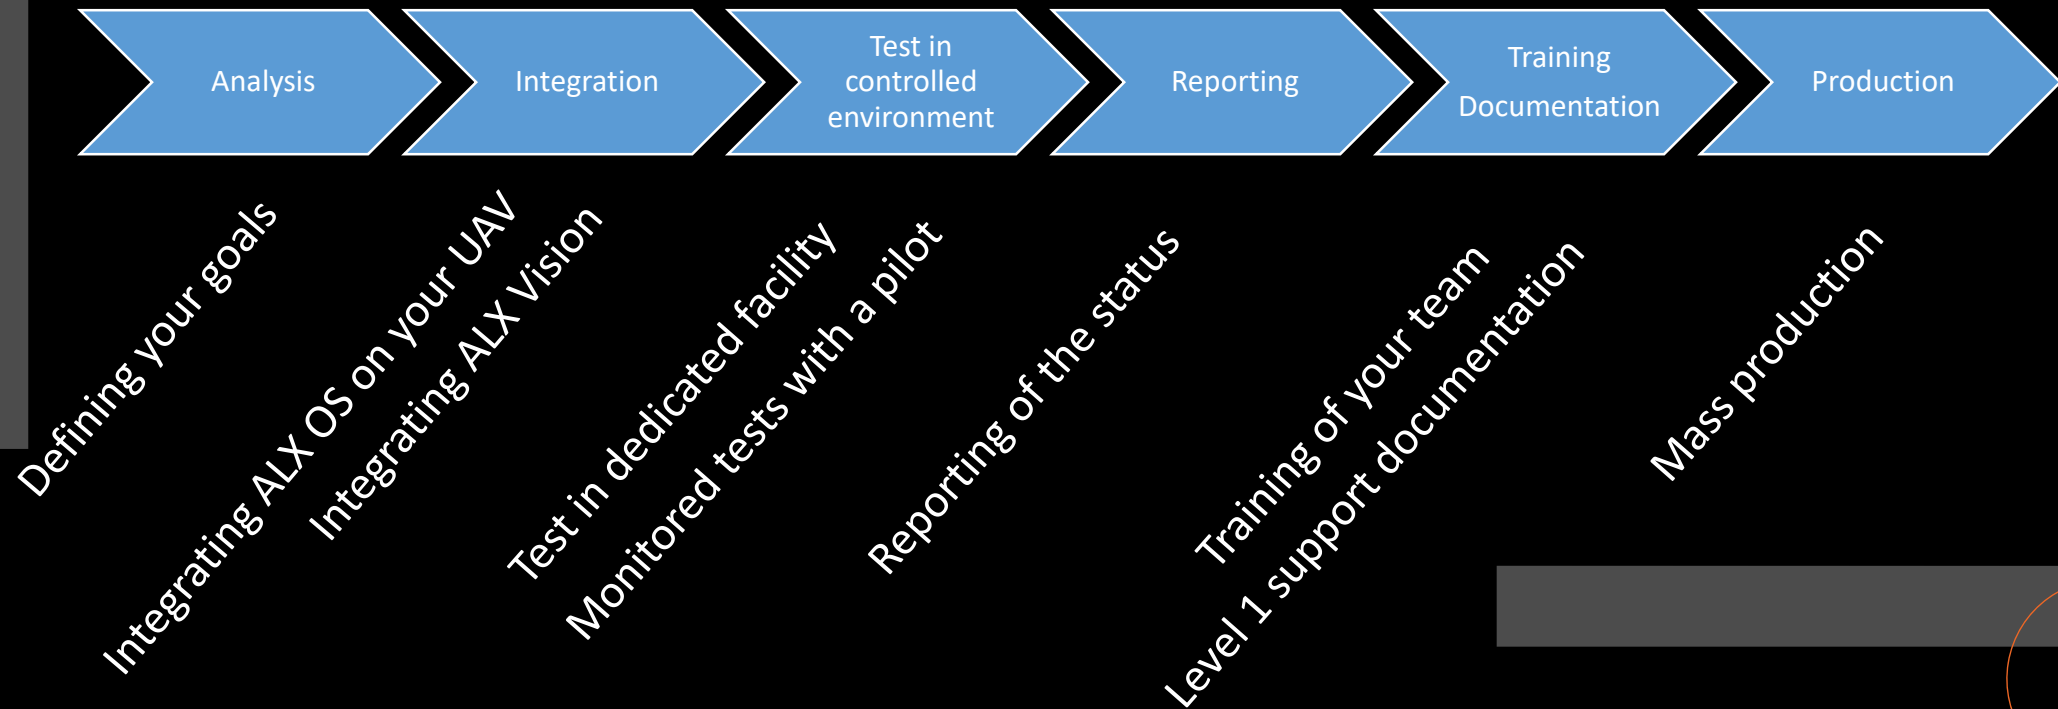 Analysis
Integration
Test in
controlled
environment
Reporting
Training
Documentation
Production
Defining your goals
Integrating ALX OS on your UAV
Integrating ALX Vision
Test in dedicated facility
Monitored tests with a pilot
Reporting of the status
Training of your team
Level 1 support documentation
Mass production